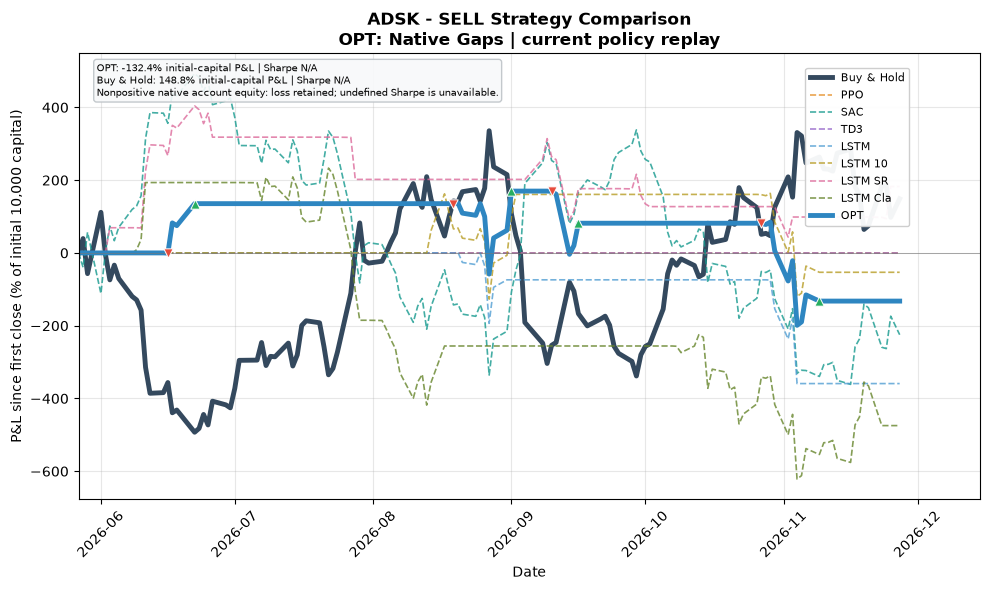 ADSK - SELL Strategy Comparison
OPT: Native Gaps | current policy replay
OPT: -132.4% initial-capital P&L | Sharpe N/A
Buy & Hold: 148.8% initial-capital P&L | Sharpe N/A
Nonpositive native account equity: loss retained; undefined Sharpe is unavailable.
Buy & Hold
PPO
SAC
TD3
LSTM
LSTM 10
LSTM SR
LSTM Cla
OPT
P&L since first close (% of initial 10,000 capital)
400
200
0
−200
−400
−600
2026-06
2026-07
2026-08
2026-09
2026-10
2026-11
2026-12
Date